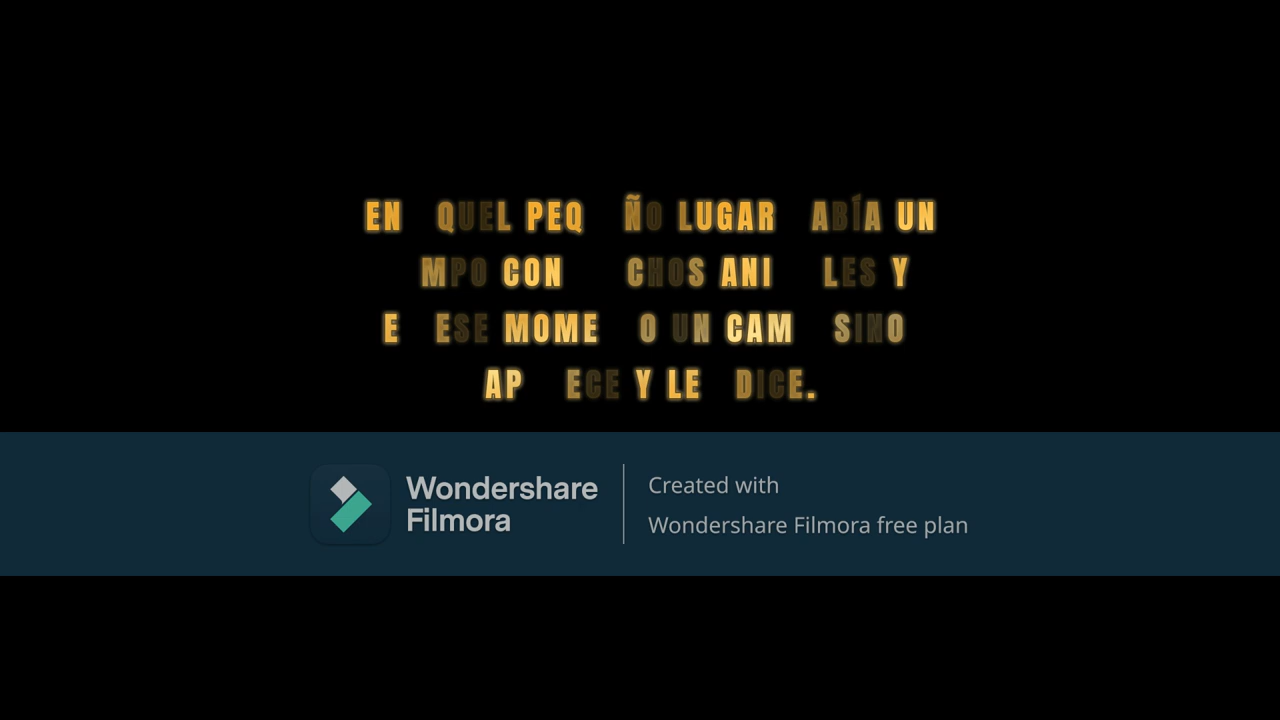 EN QUEL PEQ ÑO LUGAR ABÍA UN
MPO CON CHOS ANI LES Y
E ESE MOME O UN CAM SINO
AP ECE Y LE DICE.
Wondershare
Filmora
Created with
Wondershare Filmora free plan